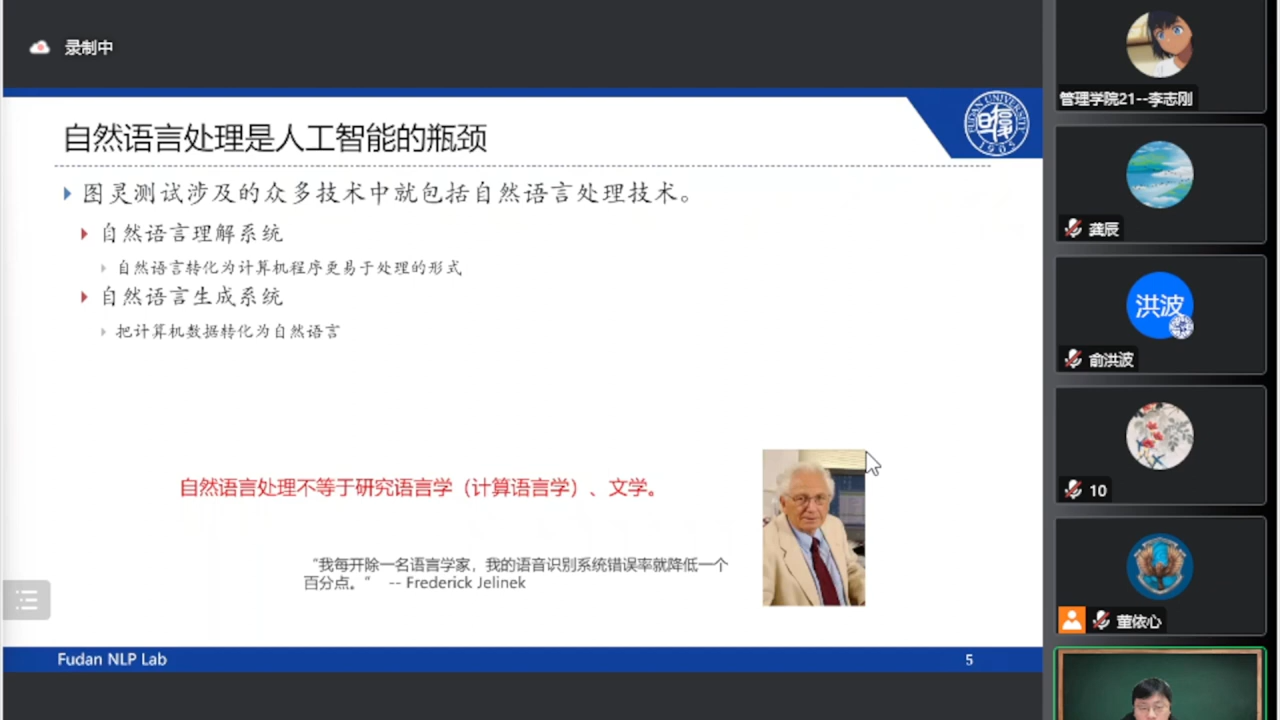 录制中
自然语言处理是人工智能的瓶颈
图灵测试涉及的众多技术中就包括自然语言处理技术。
自然语言理解系统
自然语言转化为计算机程序更易于处理的形式
自然语言生成系统
把计算机数据转化为自然语言
自然语言处理不等于研究语言学（计算语言学）、文学。
“我每开除一名语言学家，我的语音识别系统错误率就降低一个
百分点。” -- Frederick Jelinek
Fudan NLP Lab
5
FUDAN UNIVERSITY
1905
管理学院21--李志刚
龚辰
洪波
俞洪波
10
董依心